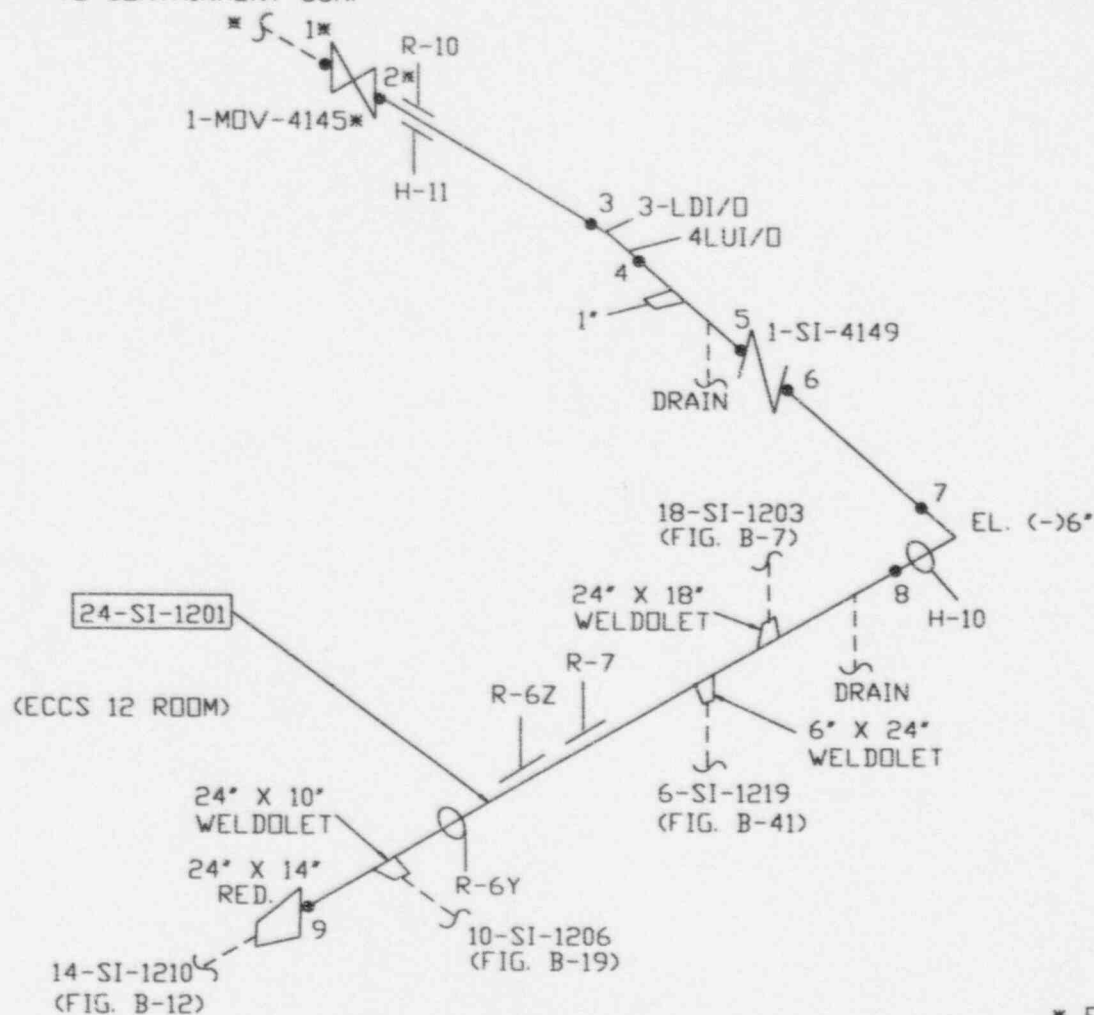 *
1*
R-10
2*
1-MOV-4145*
H-11
3
3-LDI/O
4LUI/O
4
1"
5
1-SI-4149
DRAIN
6
7
18-SI-1203
(FIG. B-7)
EL. (-)6"
24-SI-1201
24" X 18"
WELDOLET
8
H-10
(ECCS 12 ROOM)
R-7
R-6Z
DRAIN
6" X 24"
WELDOLET
24" X 10"
WELDOLET
6-SI-1219
(FIG. B-41)
24" X 14"
RED.
R-6Y
9
10-SI-1206
(FIG. B-19)
14-SI-1210
(FIG. B-12)